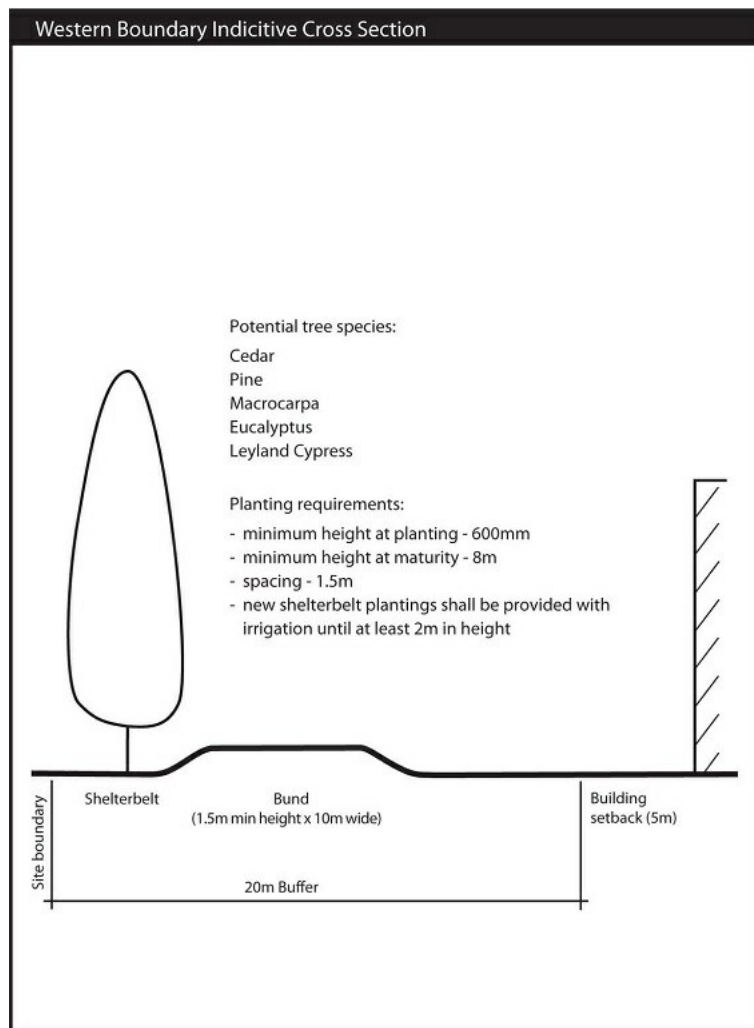 Western Boundary Indicitive Cross Section
Potential tree species:
Cedar
Pine
Macrocarpa
Eucalyptus
Leyland Cypress
Planting requirements:
- minimum height at planting - 600mm
- minimum height at maturity - 8m
- spacing - 1.5m
- new shelterbelt plantings shall be provided with
irrigation until at least 2m in height
Site boundary
Shelterbelt
Bund
(1.5m min height x 10m wide)
Building
setback (5m)
20m Buffer